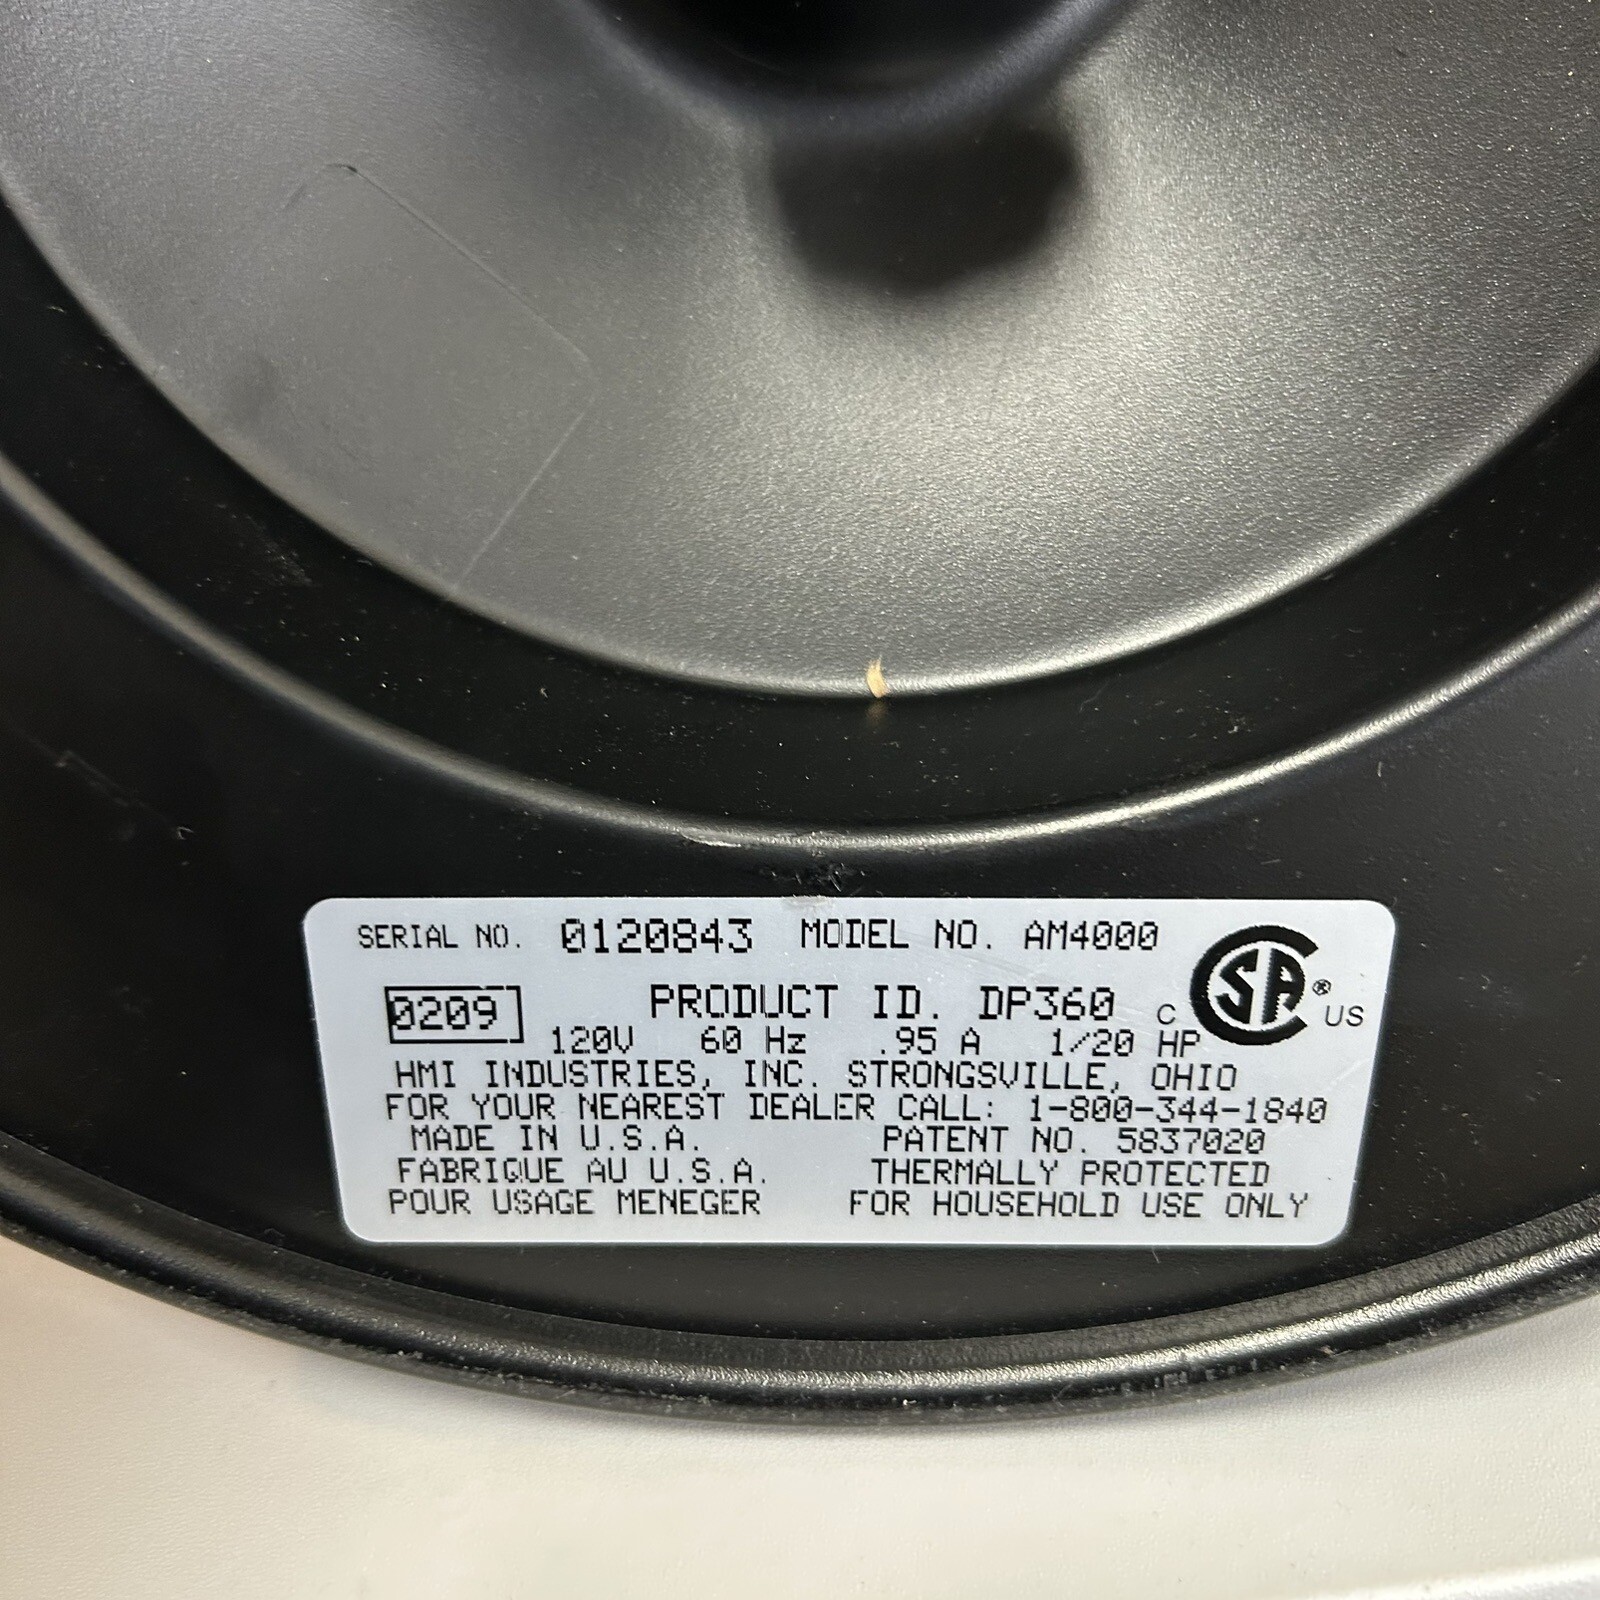 SERIAL NO. 0120843 MODEL NO. AM4000
0209 PRODUCT ID. DP360
C SA ® US
120V 60 Hz .95 A 1/20 HP
HMI INDUSTRIES, INC. STRONGSVILLE, OHIO
FOR YOUR NEAREST DEALER CALL: 1-800-344-1840
MADE IN U.S.A. PATENT NO. 5837020
FABRIQUE AU U.S.A. THERMALLY PROTECTED
POUR USAGE MENEGER FOR HOUSEHOLD USE ONLY